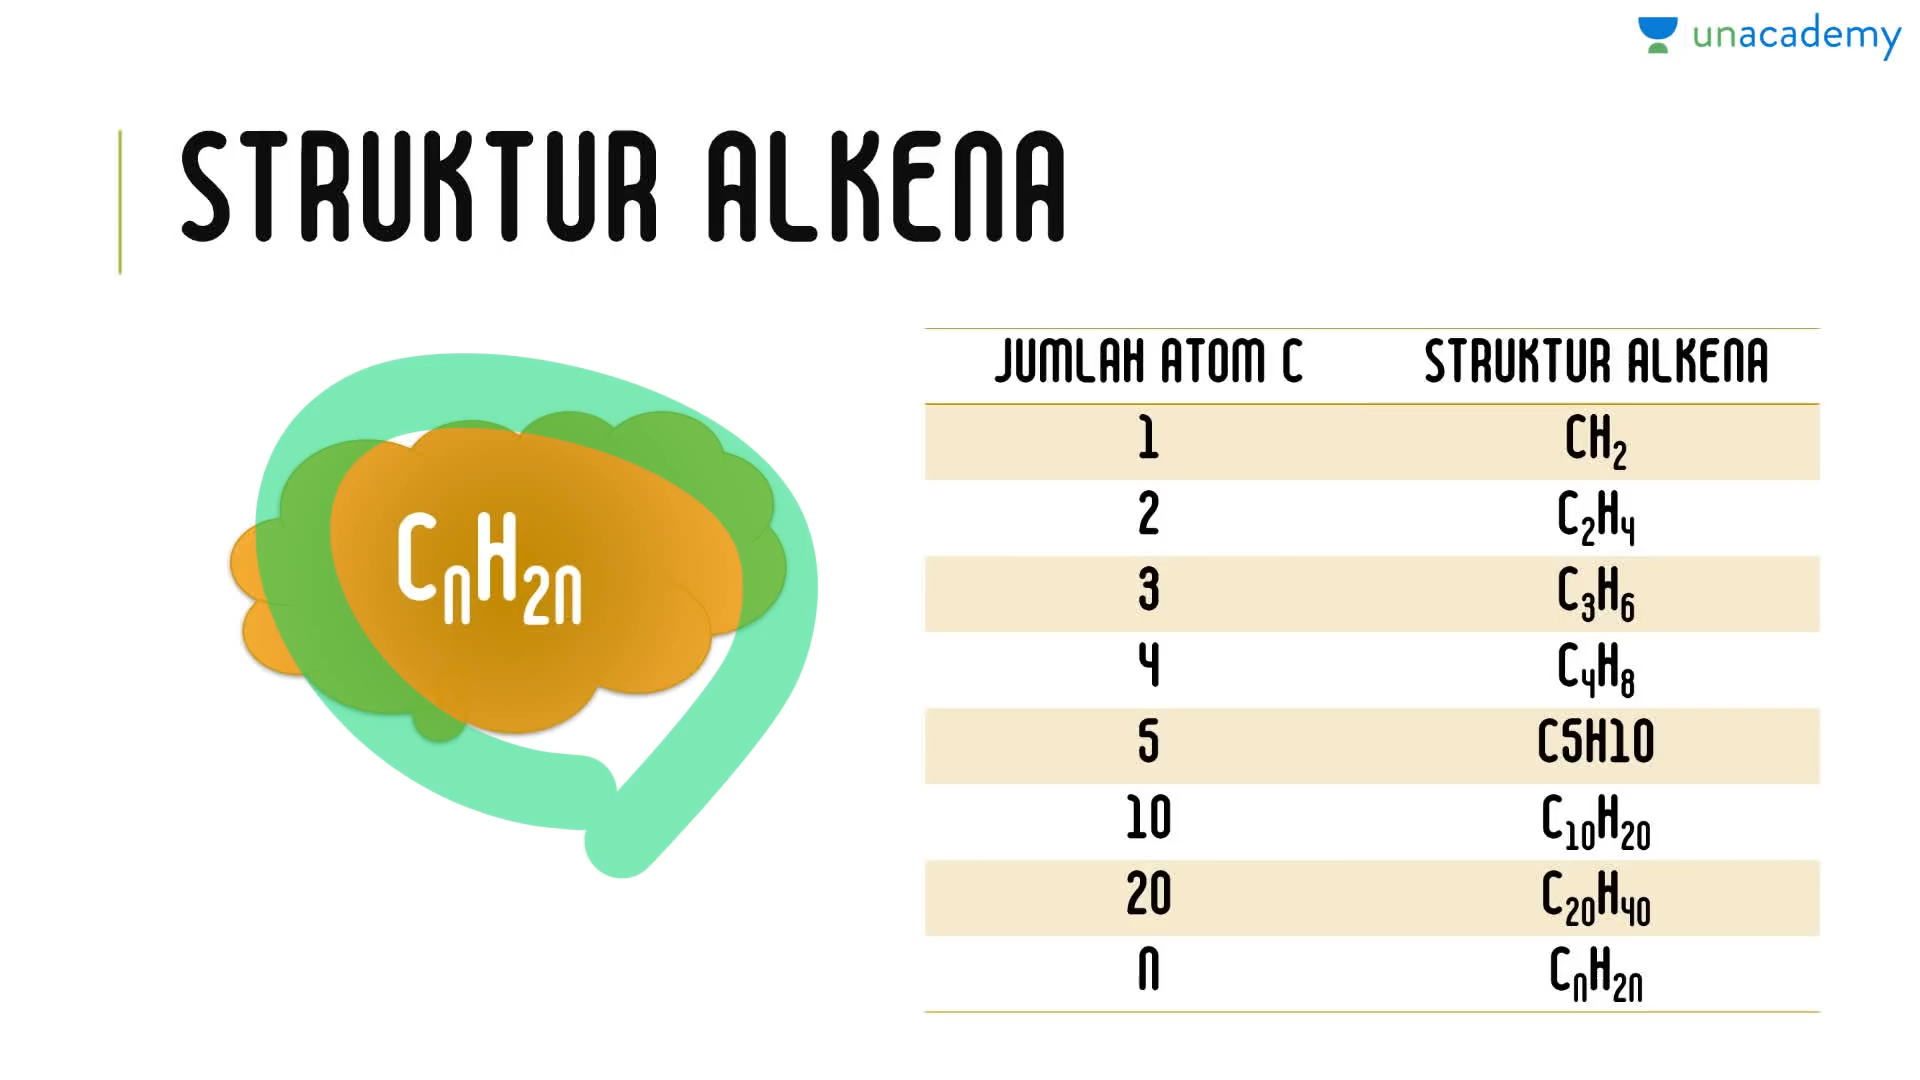 unacademy
STRUKTUR ALKENA
CₙH₂ₙ
JUMLAH ATOM C STRUKTUR ALKENA
1 CH₂
2 C₂H₄
3 C₃H₆
4 C₄H₈
5 C5H10
10 C₁₀H₂₀
20 C₂₀H₄₀
n CₙH₂ₙ